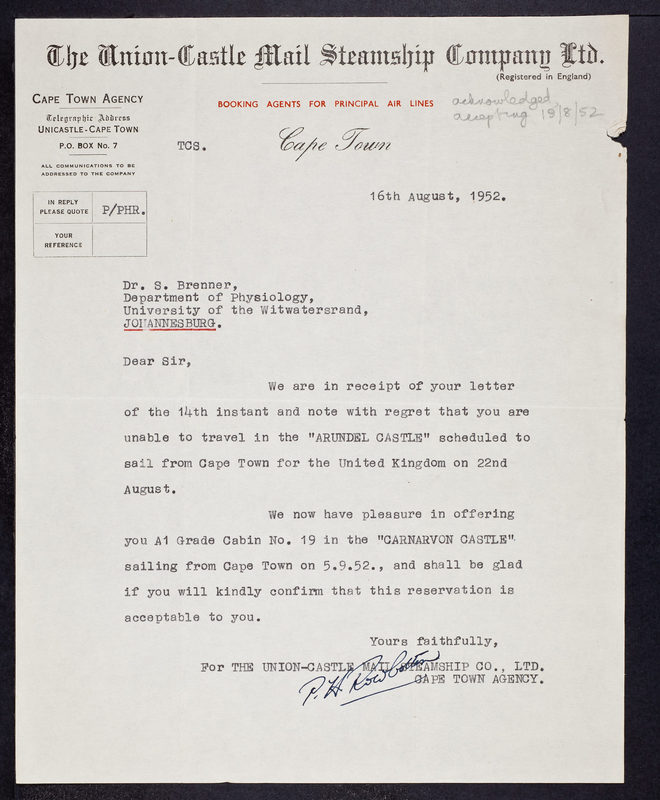 The Union-Castle Mail Steamship Company Ltd.
(Registered in England)
CAPE TOWN AGENCY
Telegraphic Address
UNICASTLE - CAPE TOWN
P.O. BOX No. 7
ALL COMMUNICATIONS TO BE
ADDRESSED TO THE COMPANY
BOOKING AGENTS FOR PRINCIPAL AIR LINES
acknowledged
accepting 18/8/52
TCS.
Cape Town
16th August, 1952.
IN REPLY
PLEASE QUOTE P/PHR.
YOUR
REFERENCE
Dr. S. Brenner,
Department of Physiology,
University of the Witwatersrand,
JOHANNESBURG.
Dear Sir,
We are in receipt of your letter
of the 14th instant and note with regret that you are
unable to travel in the "ARUNDEL CASTLE" scheduled to
sail from Cape Town for the United Kingdom on 22nd
August.
We now have pleasure in offering
you A1 Grade Cabin No. 19 in the "CARNARVON CASTLE"
sailing from Cape Town on 5.9.52., and shall be glad
if you will kindly confirm that this reservation is
acceptable to you.
Yours faithfully,
For THE UNION-CASTLE MAIL STEAMSHIP CO., LTD.
P. H. Rowbotton
CAPE TOWN AGENCY.